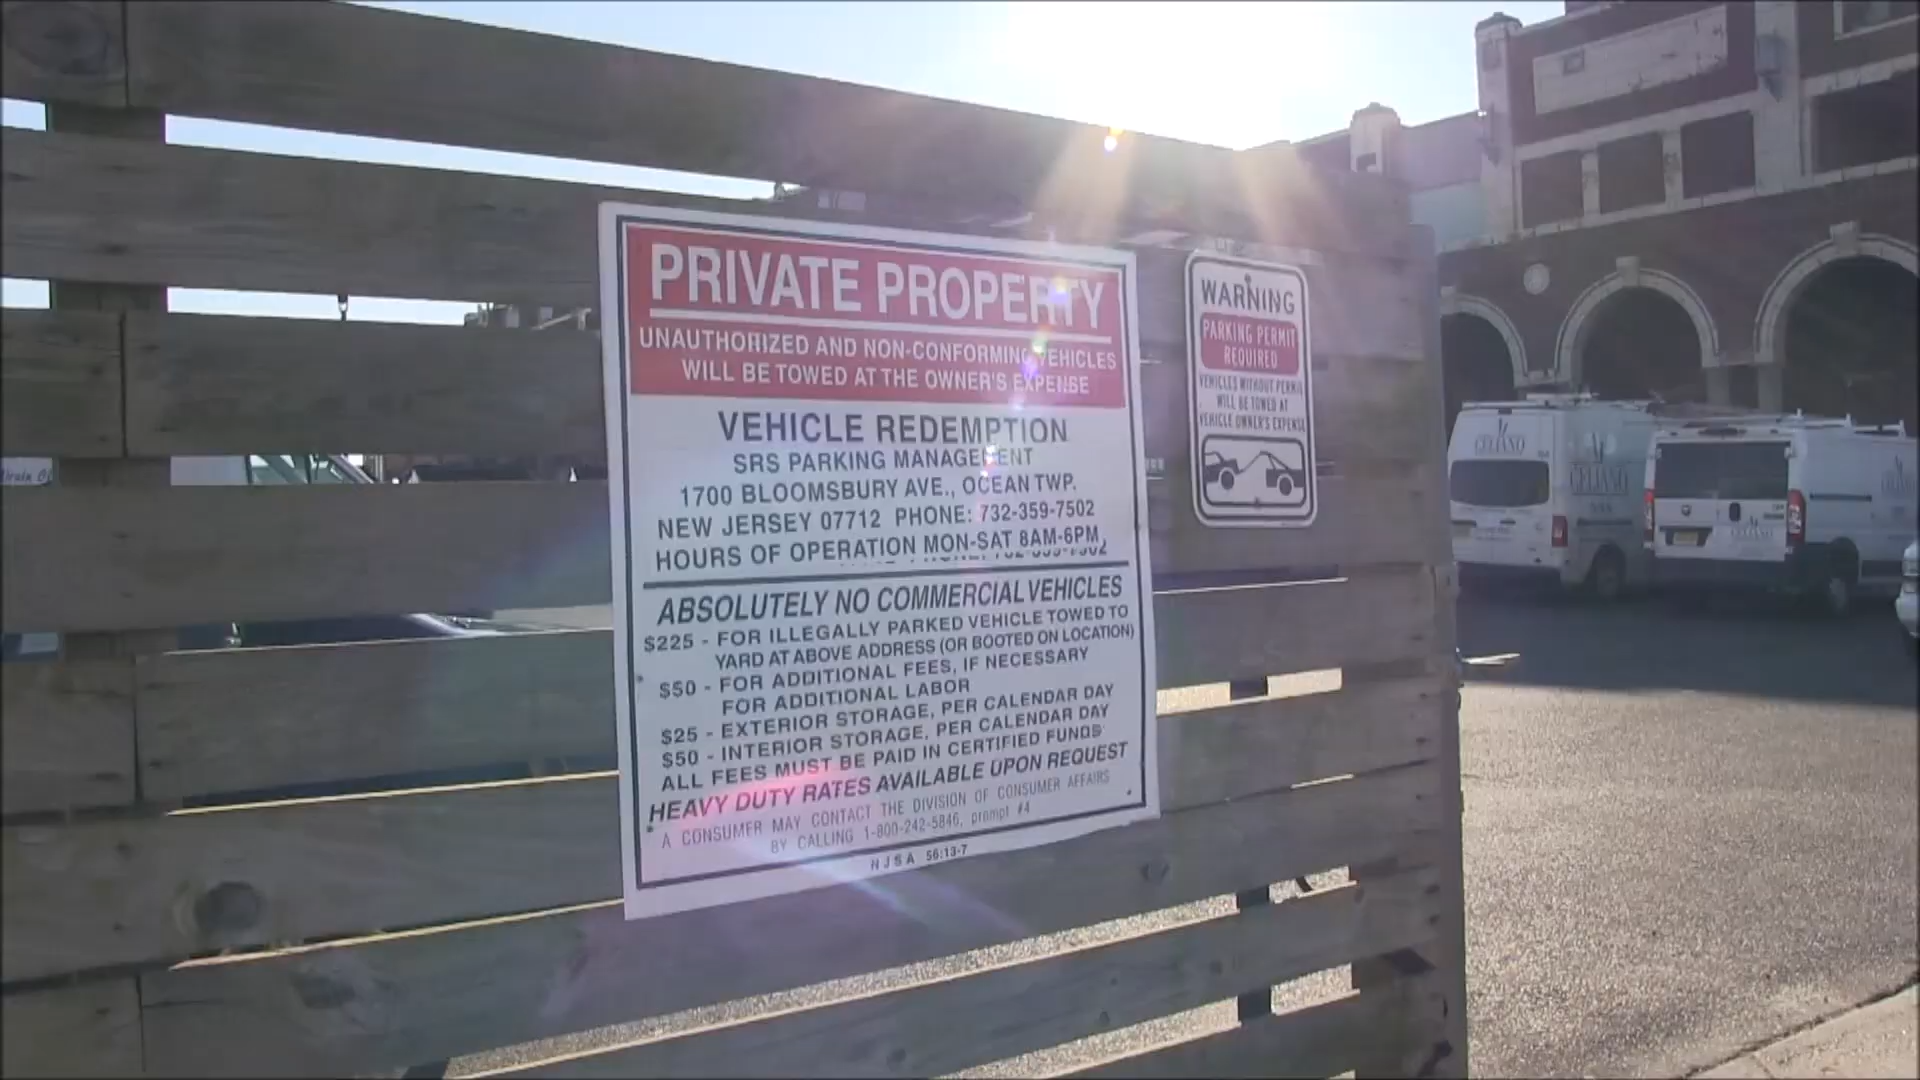 PRIVATE PROPERTY
UNAUTHORIZED AND NON-CONFORMING VEHICLES
WILL BE TOWED AT THE OWNER'S EXPENSE
VEHICLE REDEMPTION
SRS PARKING MANAGEMENT
1700 BLOOMSBURY AVE., OCEAN TWP.
NEW JERSEY 07712 PHONE: 732-359-7502
HOURS OF OPERATION MON-SAT 8AM-6PM,
ABSOLUTELY NO COMMERCIAL VEHICLES
$225 - FOR ILLEGALLY PARKED VEHICLE TOWED TO
YARD AT ABOVE ADDRESS (OR BOOTED ON LOCATION)
$50 - FOR ADDITIONAL FEES, IF NECESSARY
FOR ADDITIONAL LABOR
$25 - EXTERIOR STORAGE, PER CALENDAR DAY
$50 - INTERIOR STORAGE, PER CALENDAR DAY
ALL FEES MUST BE PAID IN CERTIFIED FUNDS
HEAVY DUTY RATES AVAILABLE UPON REQUEST
A CONSUMER MAY CONTACT THE DIVISION OF CONSUMER AFFAIRS
BY CALLING 1-800-242-5846, prompt #4
NJSA 56:13-7
WARNING
PARKING PERMIT
REQUIRED
VEHICLES WITHOUT PERMIT
WILL BE TOWED AT
VEHICLE OWNER'S EXPENSE
CELIANO
CELIANO